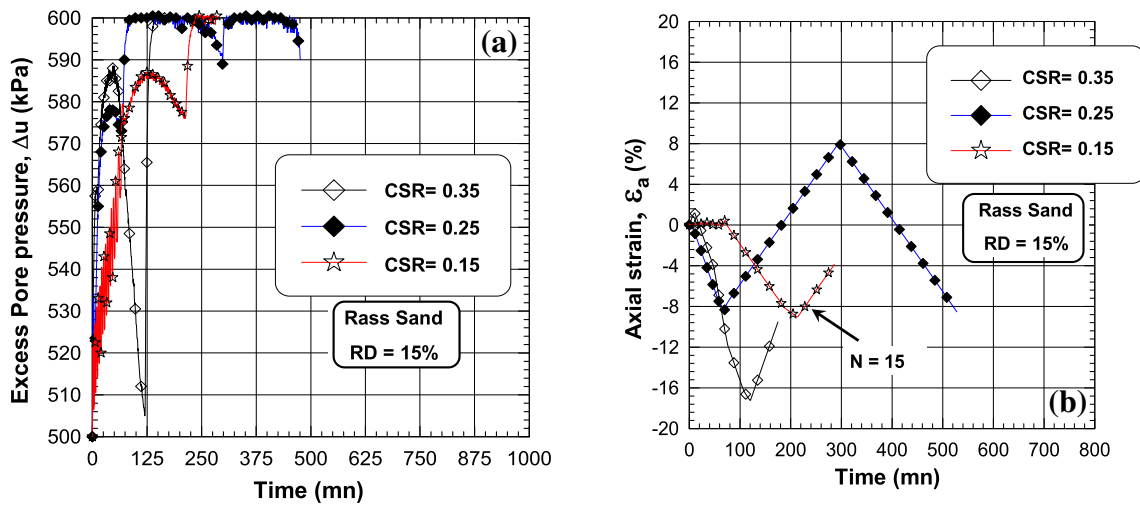 600
590
580
570
560
550
540
530
520
510
500
Excess Pore pressure, Δu (kPa)
(a)
CSR= 0.35
CSR= 0.25
CSR= 0.15
Rass Sand
RD = 15%
0 125 250 375 500 625 750 875 1000
Time (mn)
20
16
12
8
4
0
-4
-8
-12
-16
-20
Axial strain, εa (%)
CSR= 0.35
CSR= 0.25
CSR= 0.15
Rass Sand
RD = 15%
N = 15
(b)
0 100 200 300 400 500 600 700 800
Time (mn)